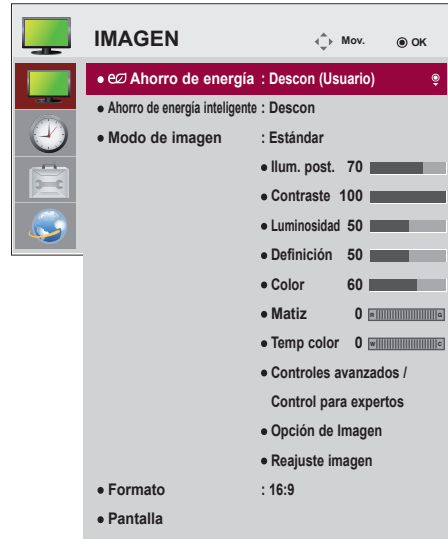 IMAGEN Mov. OK
● Ahorro de energía : Descon (Usuario)
● Ahorro de energía inteligente : Descon
● Modo de imagen : Estándar
● Ilum. post. 70
● Contraste 100
● Luminosidad 50
● Definición 50
● Color 60
● Matiz 0 R G
● Temp color 0 W C
● Controles avanzados /
Control para expertos
● Opción de Imagen
● Reajuste imagen
● Formato : 16:9
● Pantalla